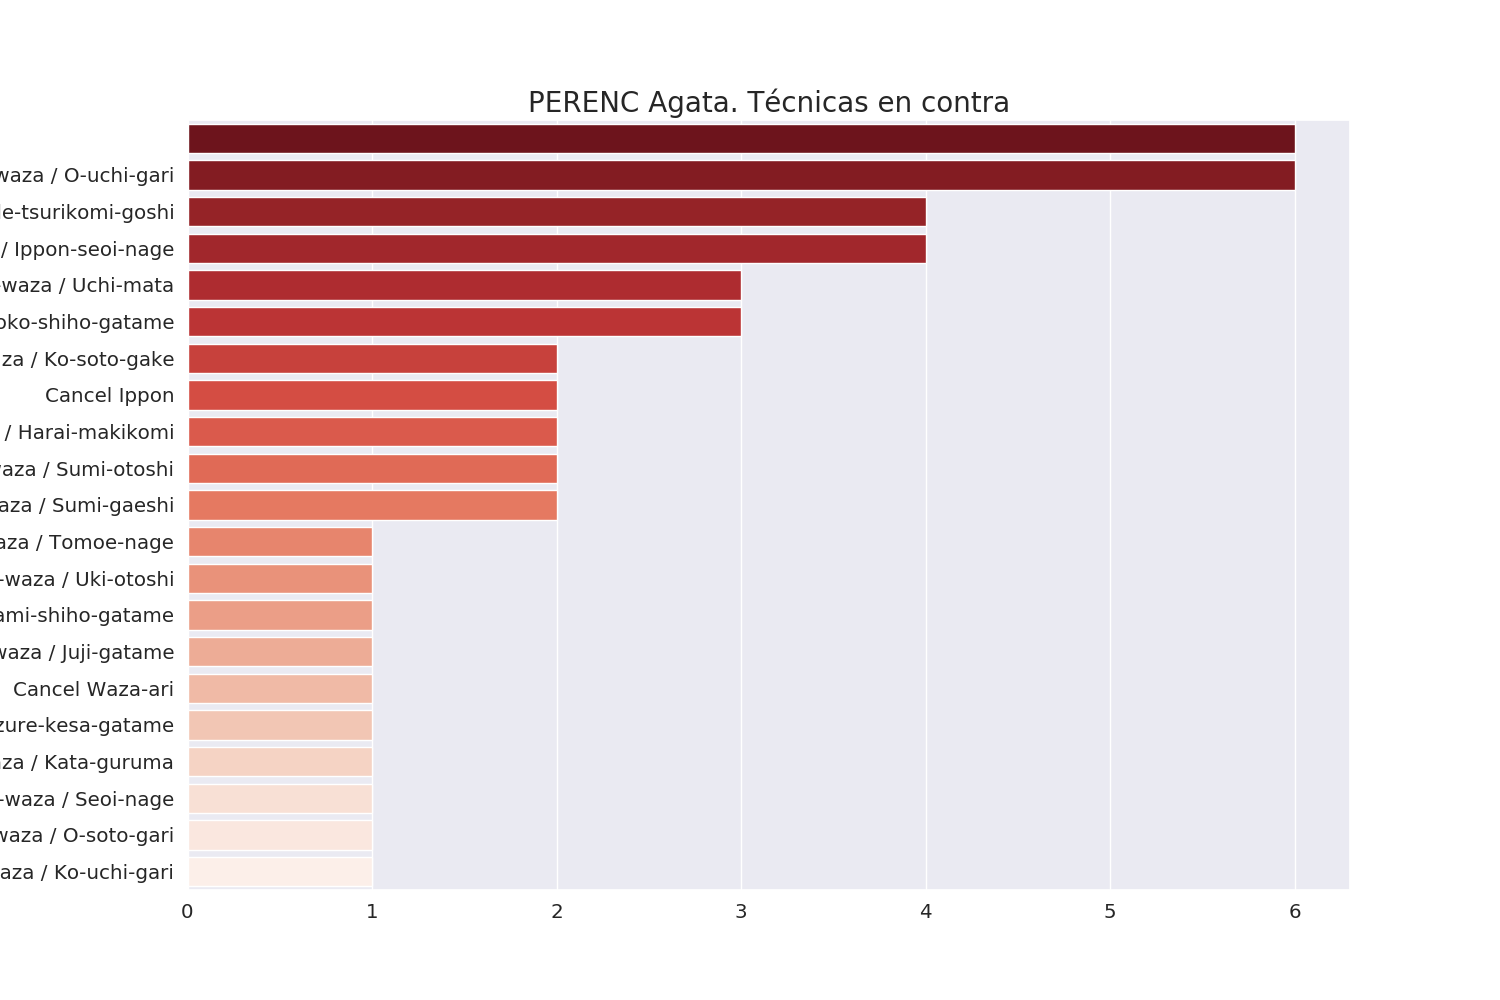 PERENC Agata. Técnicas en contra
waza / O-uchi-gari
le-tsurikomi-goshi
/ Ippon-seoi-nage
-waza / Uchi-mata
oko-shiho-gatame
za / Ko-soto-gake
Cancel Ippon
/ Harai-makikomi
waza / Sumi-otoshi
aza / Sumi-gaeshi
aza / Tomoe-nage
-waza / Uki-otoshi
ami-shiho-gatame
waza / Juji-gatame
Cancel Waza-ari
zure-kesa-gatame
za / Kata-guruma
-waza / Seoi-nage
waza / O-soto-gari
aza / Ko-uchi-gari
0 1 2 3 4 5 6